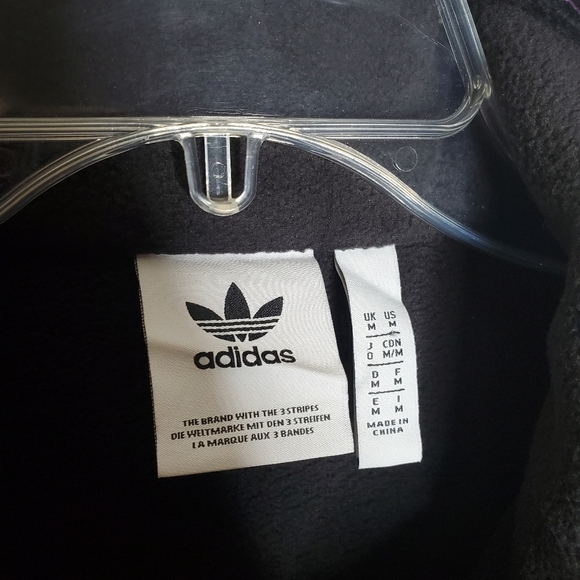 adidas
THE BRAND WITH THE 3 STRIPES
DIE WELTMARKE MIT DEN 3 STREIFEN
LA MARQUE AUX 3 BANDES
UK US
M M
J CDN
O M/M
D F
M M
E I
M M
MADE IN
CHINA